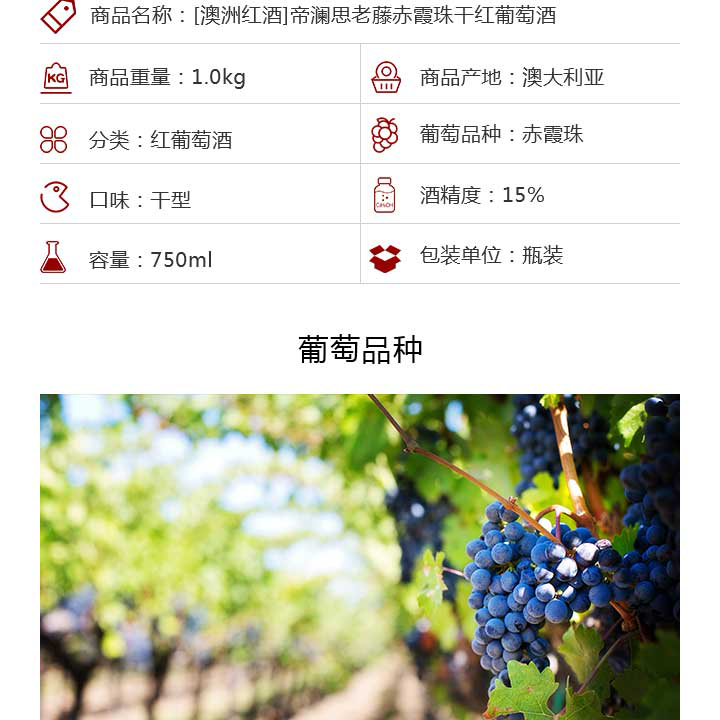 商品名称：[澳洲红酒]帝澜思老藤赤霞珠干红葡萄酒
KG 商品重量：1.0kg
商品产地：澳大利亚
分类：红葡萄酒
葡萄品种：赤霞珠
口味：干型
酒精度：15%
容量：750ml
包装单位：瓶装
葡萄品种